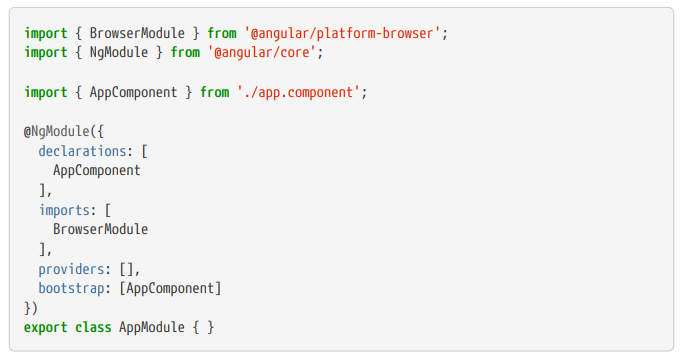 import { BrowserModule } from '@angular/platform-browser';
import { NgModule } from '@angular/core';

import { AppComponent } from './app.component';

@NgModule({
  declarations: [
    AppComponent
  ],
  imports: [
    BrowserModule
  ],
  providers: [],
  bootstrap: [AppComponent]
})
export class AppModule { }